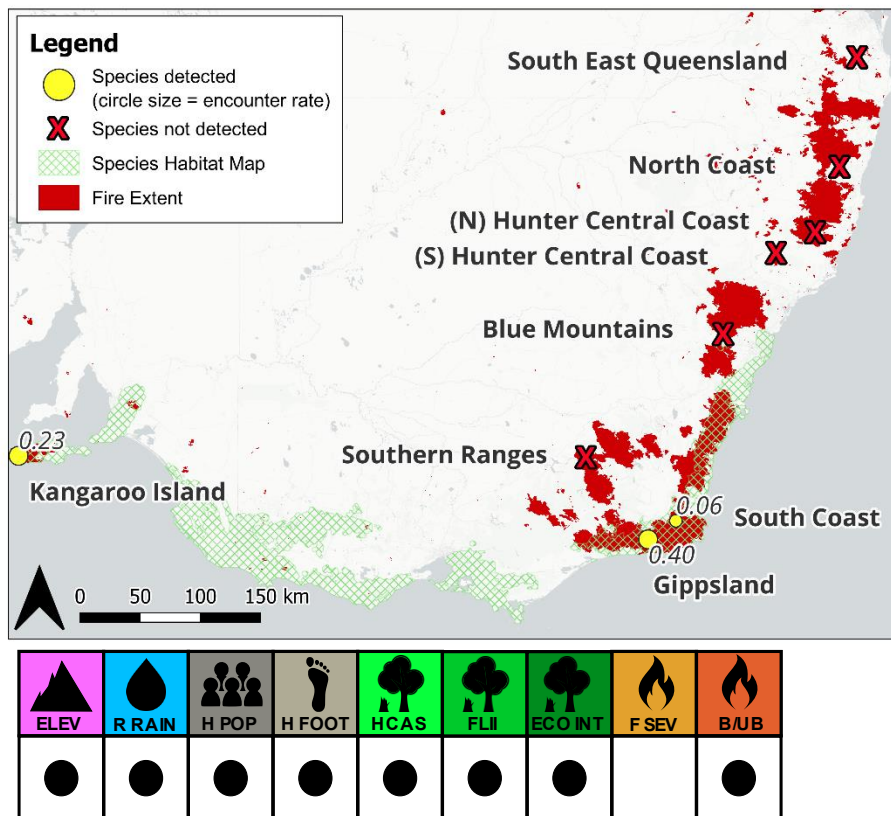 Legend
Species detected
(circle size = encounter rate)
Species not detected
Species Habitat Map
Fire Extent
South East Queensland
North Coast
(N) Hunter Central Coast
(S) Hunter Central Coast
Blue Mountains
Southern Ranges
0.23
Kangaroo Island
0.06
South Coast
0.40
Gippsland
0 50 100 150 km
ELEV R RAIN H POP H FOOT HCAS FLII ECO INT F SEV B/UB